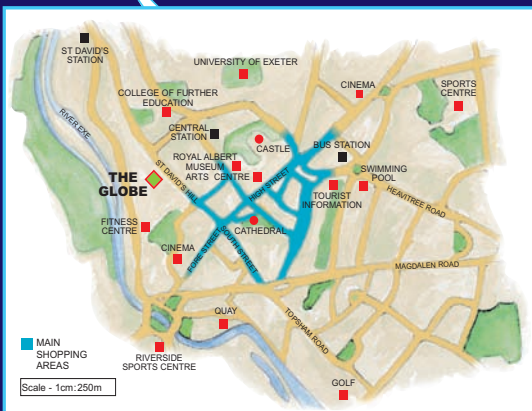 ST DAVID'S
STATION
UNIVERSITY OF EXETER
COLLEGE OF FURTHER
EDUCATION
CINEMA
SPORTS
CENTRE
RIVER EXE
CENTRAL
STATION
CASTLE
BUS STATION
ROYAL ALBERT
MUSEUM
ARTS CENTRE
THE
GLOBE
ST DAVID'S HILL
HIGH STREET
SWIMMING
POOL
TOURIST
INFORMATION
HEAVITREE ROAD
FITNESS
CENTRE
CATHEDRAL
CINEMA
FORE STREET
SOUTH STREET
MAGDALEN ROAD
QUAY
TOPSHAM ROAD
MAIN
SHOPPING
AREAS
RIVERSIDE
SPORTS CENTRE
GOLF
Scale - 1cm:250m